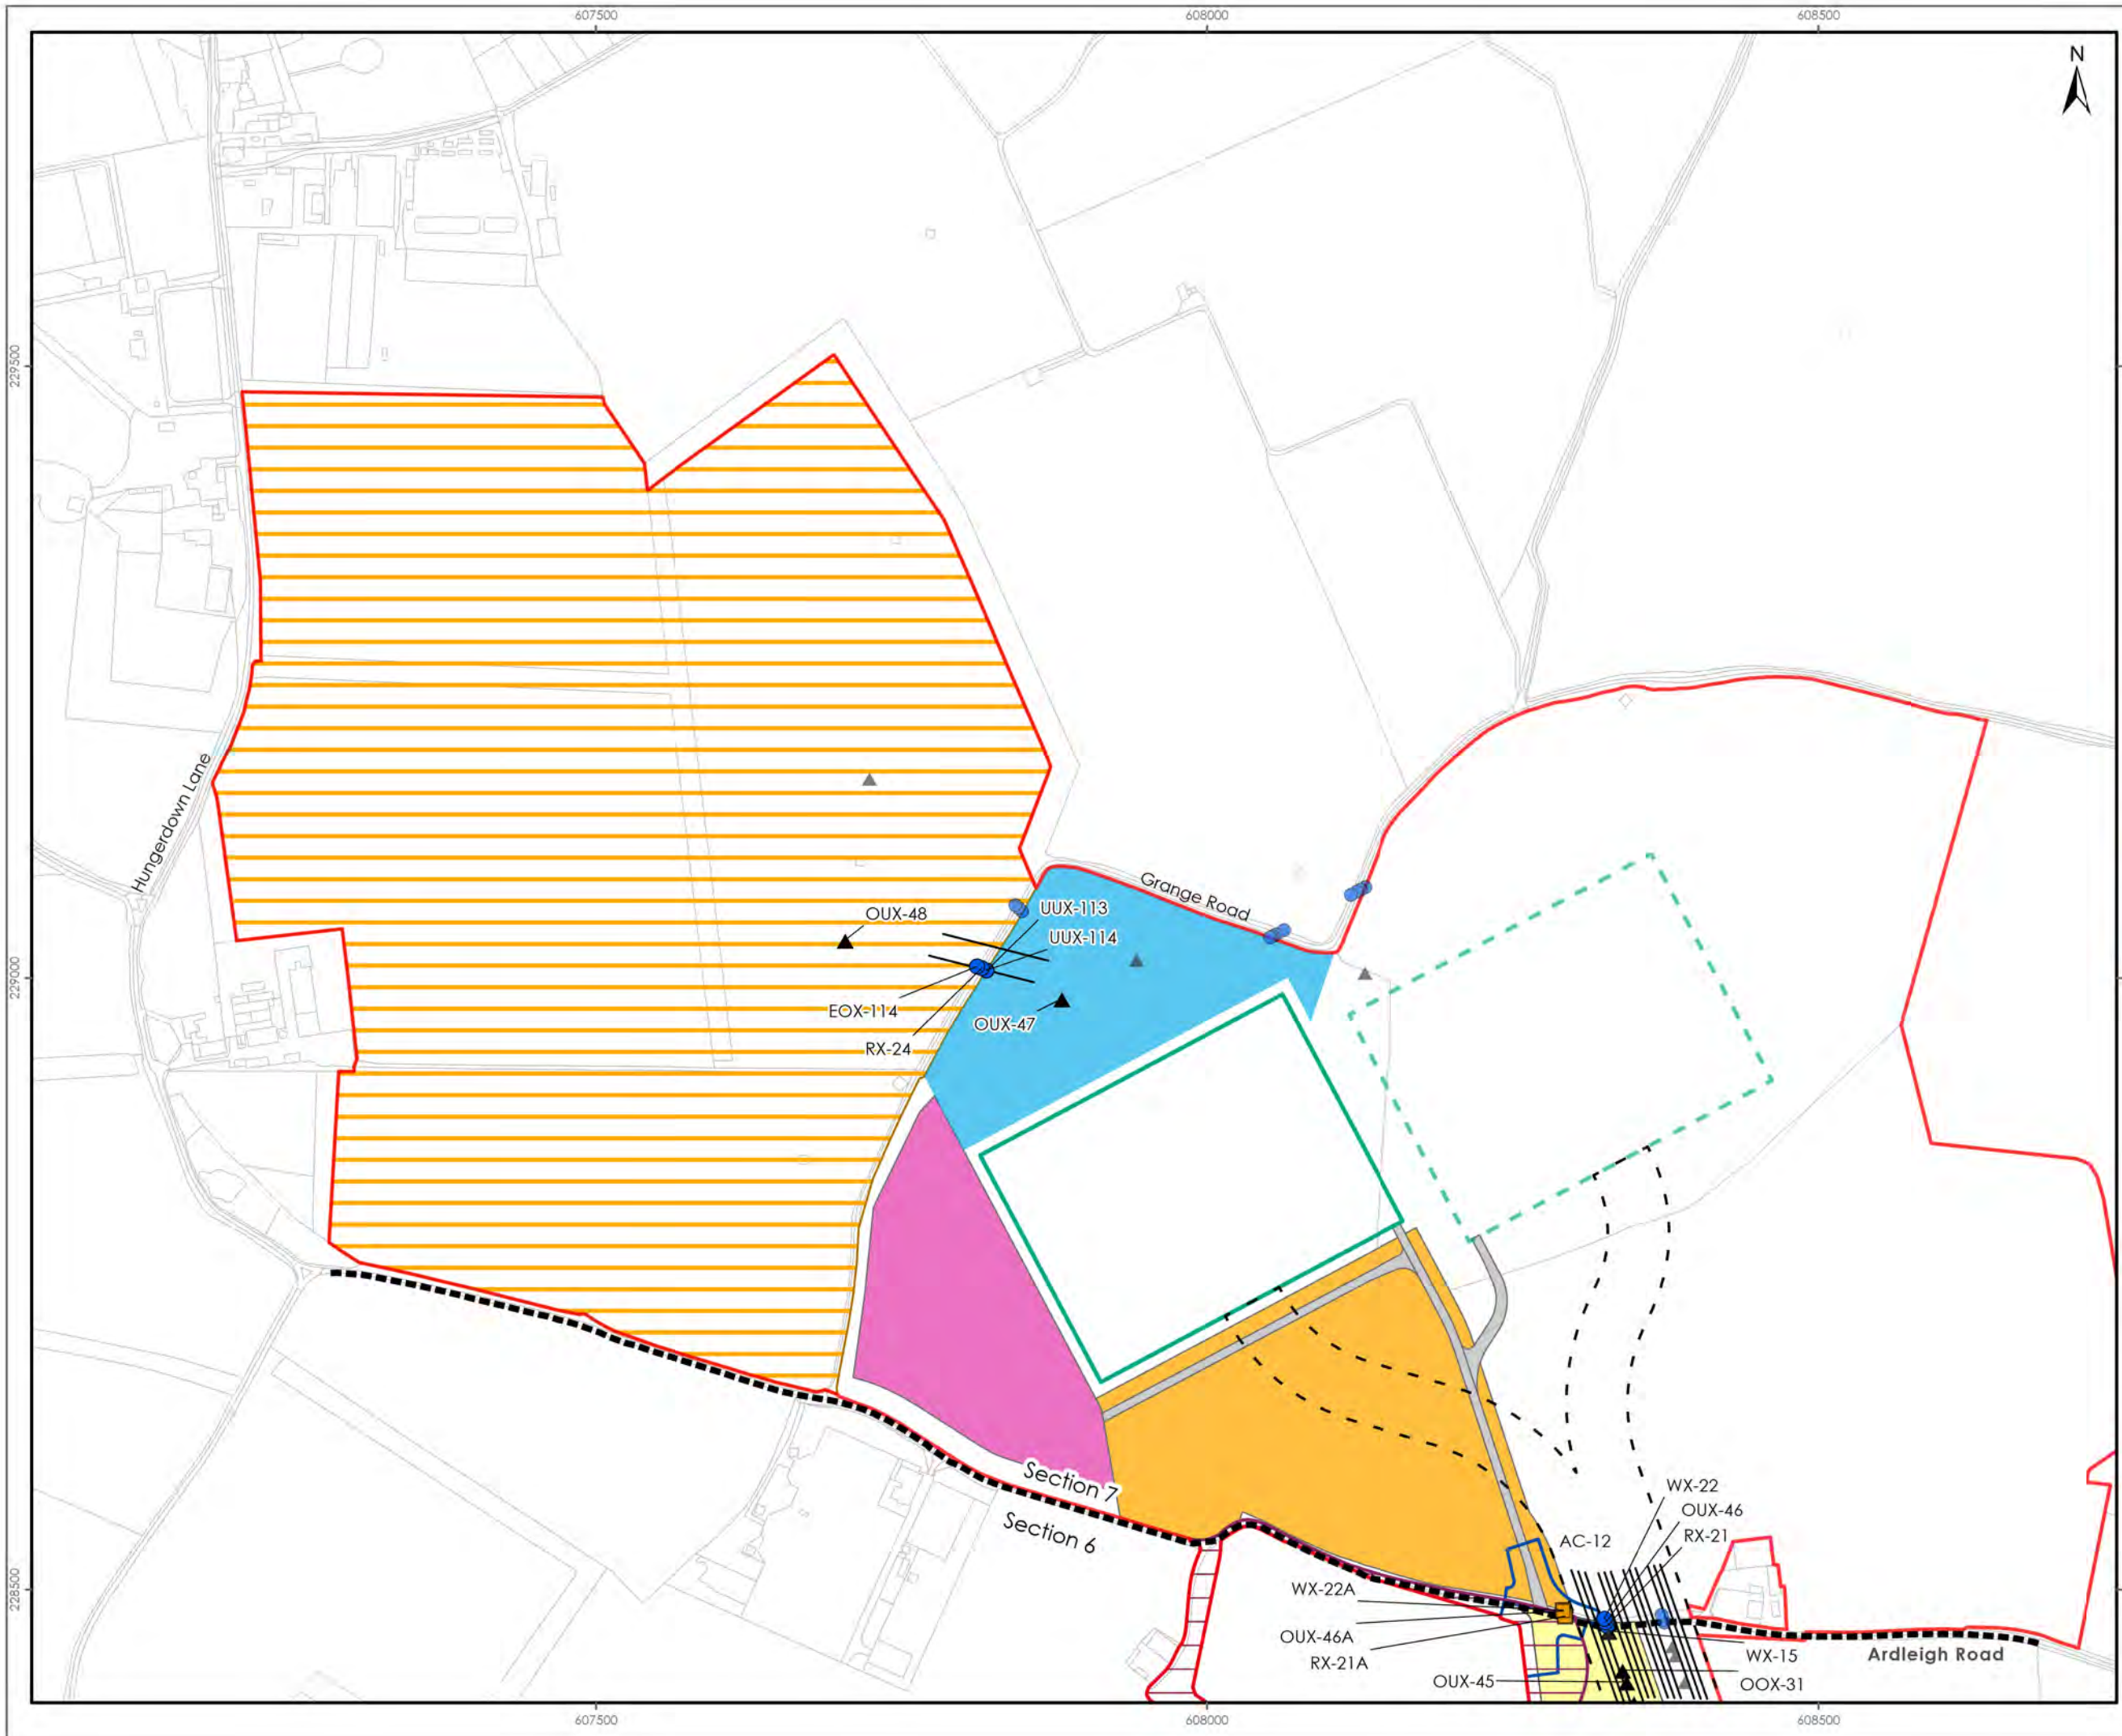 607500
608000
608500
N
229500
Hungerdown Lane
Grange Road
OUX-48
UUX-113
UUX-114
229000
EOX-114
OUX-47
RX-24
Section 7
Section 6
WX-22
OUX-46
RX-21
AC-12
228500
WX-22A
OUX-46A
RX-21A
WX-15
Ardleigh Road
OUX-45
OOX-31
607500
608000
608500